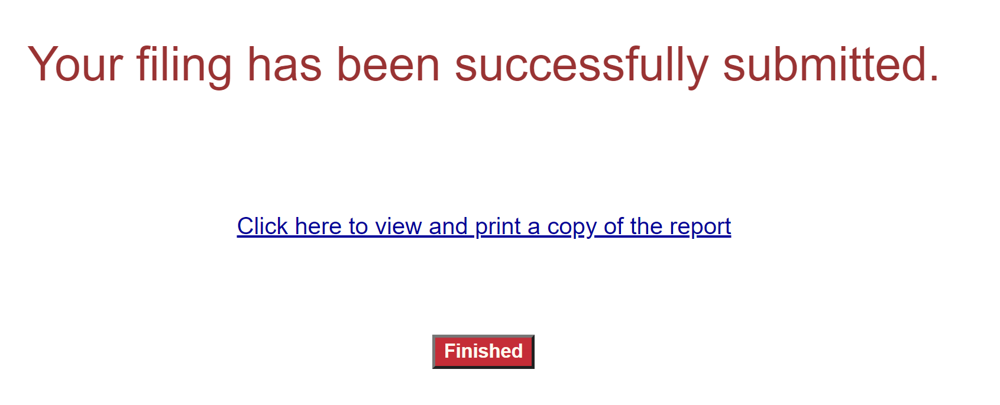 Your filing has been successfully submitted.
Click here to view and print a copy of the report
Finished